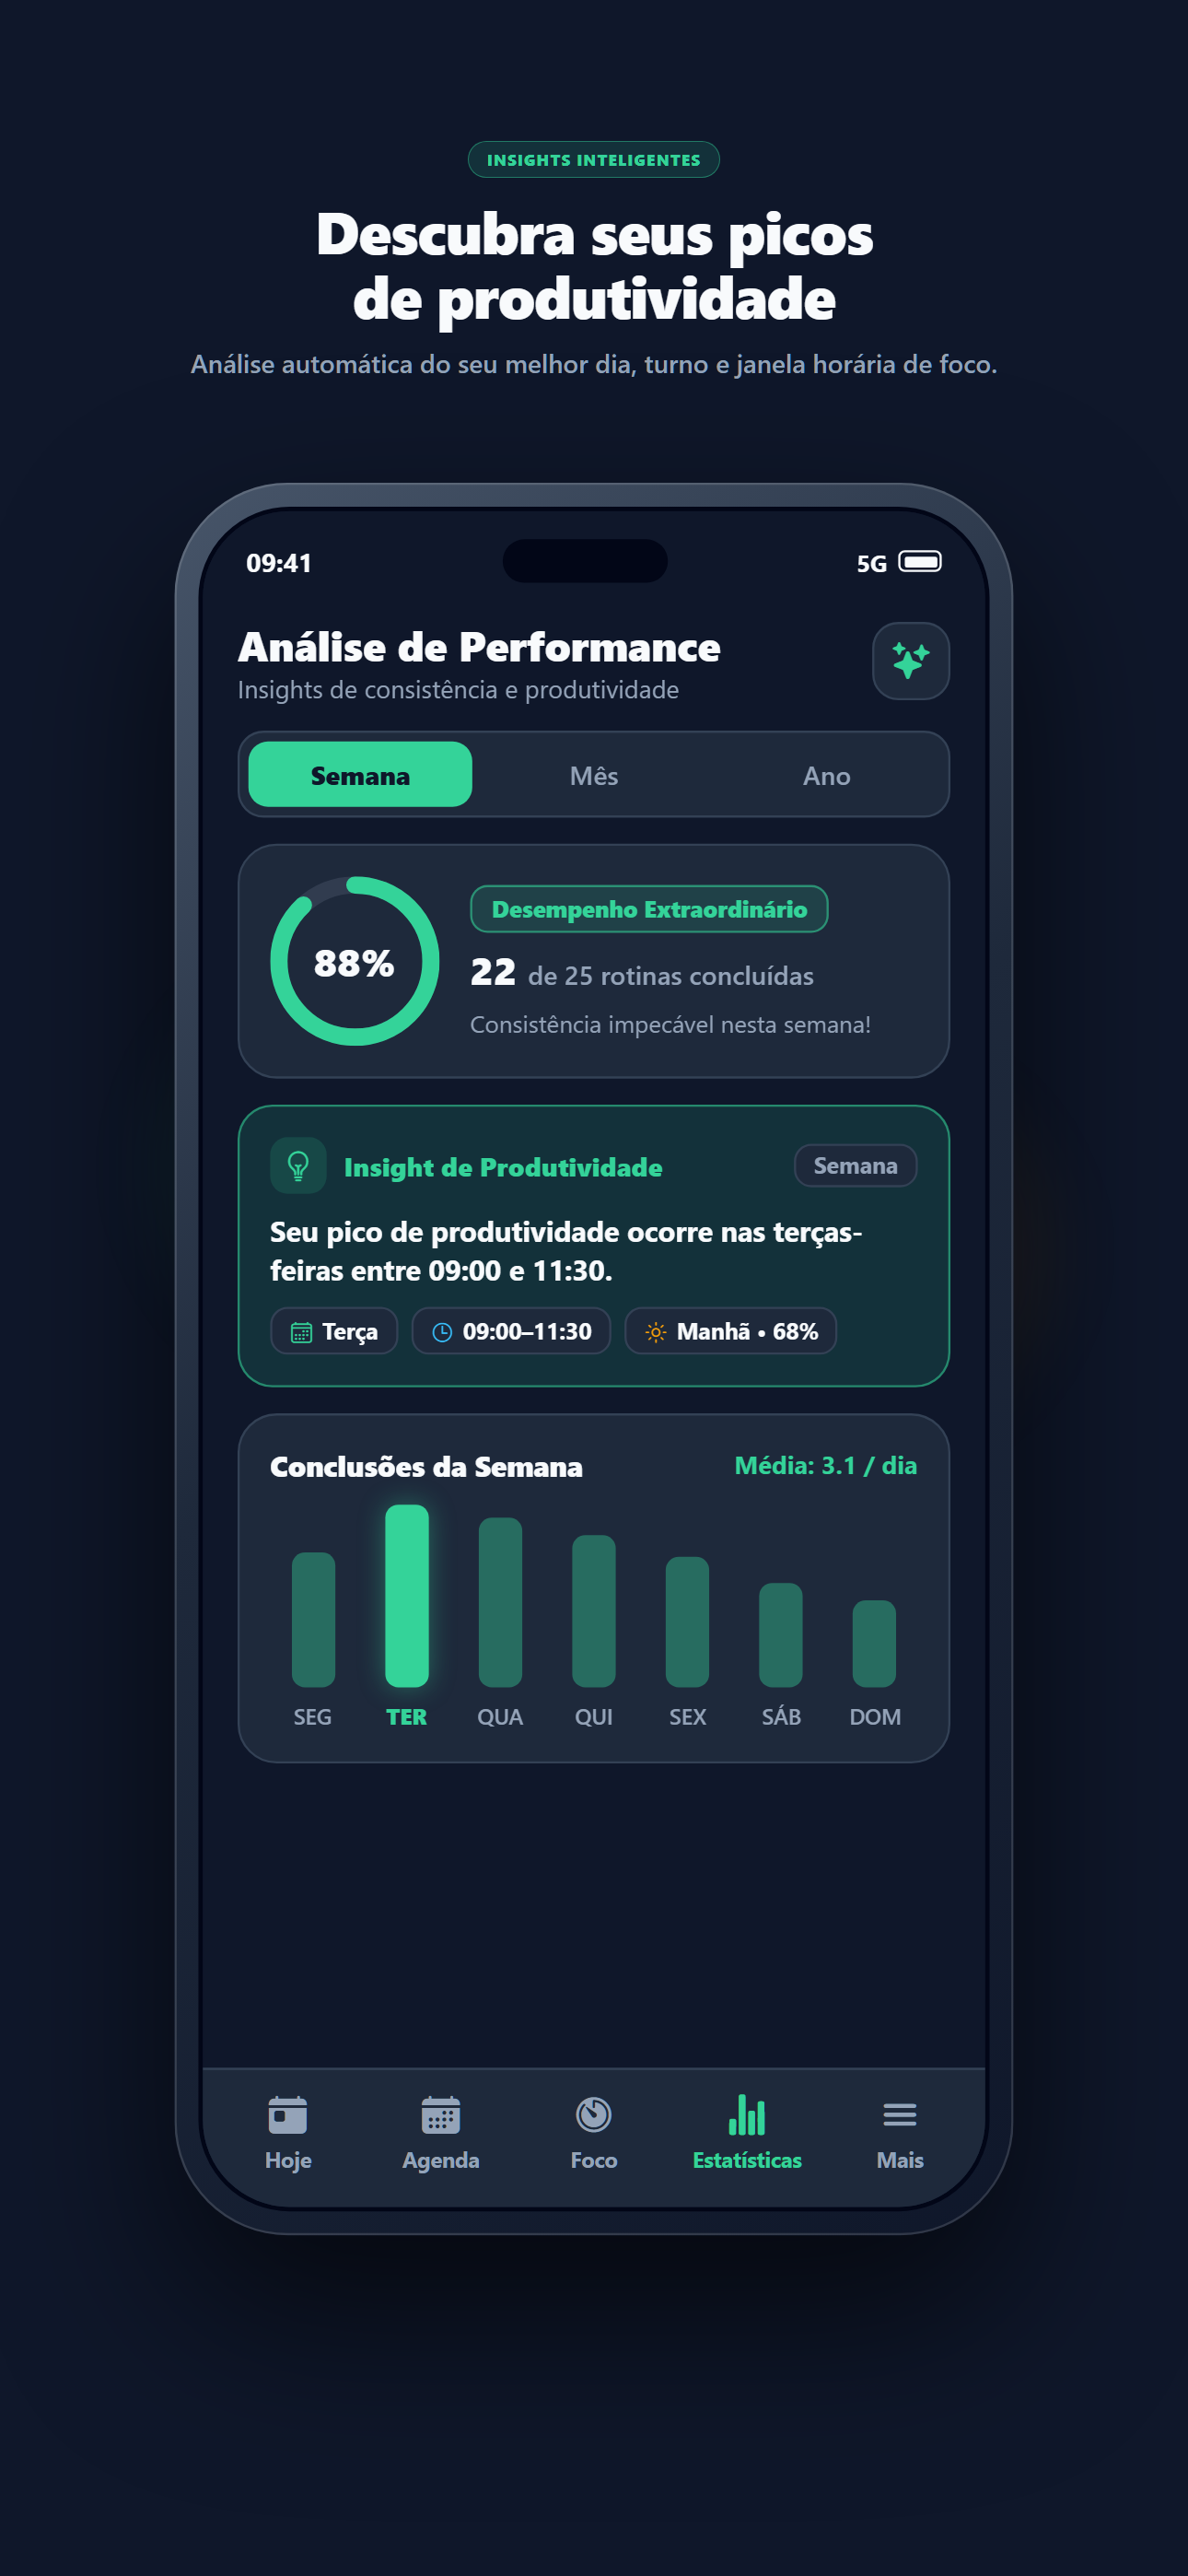 INSIGHTS INTELIGENTES
Descubra seus picos
de produtividade
Análise automática do seu melhor dia, turno e janela horária de foco.
09:41
5G
Análise de Performance
Insights de consistência e produtividade
Semana
Mês
Ano
88%
Desempenho Extraordinário
22 de 25 rotinas concluídas
Consistência impecável nesta semana!
Insight de Produtividade
Semana
Seu pico de produtividade ocorre nas terças-
feiras entre 09:00 e 11:30.
Terça
09:00–11:30
Manhã • 68%
Conclusões da Semana
Média: 3.1 / dia
SEG
TER
QUA
QUI
SEX
SÁB
DOM
Hoje
Agenda
Foco
Estatísticas
Mais